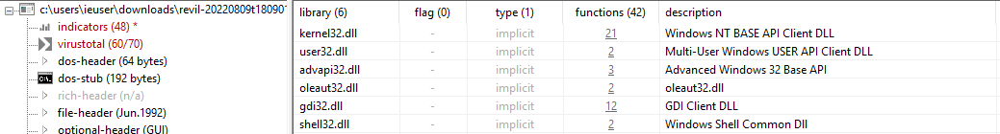 c:\users\ieuser\downloads\revil-20220809t18090
indicators (48) *
virustotal (60/70)
dos-header (64 bytes)
dos-stub (192 bytes)
rich-header (n/a)
file-header (Jun.1992)
optional-header (GUI)
library (6) flag (0) type (1) functions (42) description
kernel32.dll - implicit 21 Windows NT BASE API Client DLL
user32.dll - implicit 2 Multi-User Windows USER API Client DLL
advapi32.dll - implicit 3 Advanced Windows 32 Base API
oleaut32.dll - implicit 2 oleaut32.dll
gdi32.dll - implicit 12 GDI Client DLL
shell32.dll - implicit 2 Windows Shell Common Dll